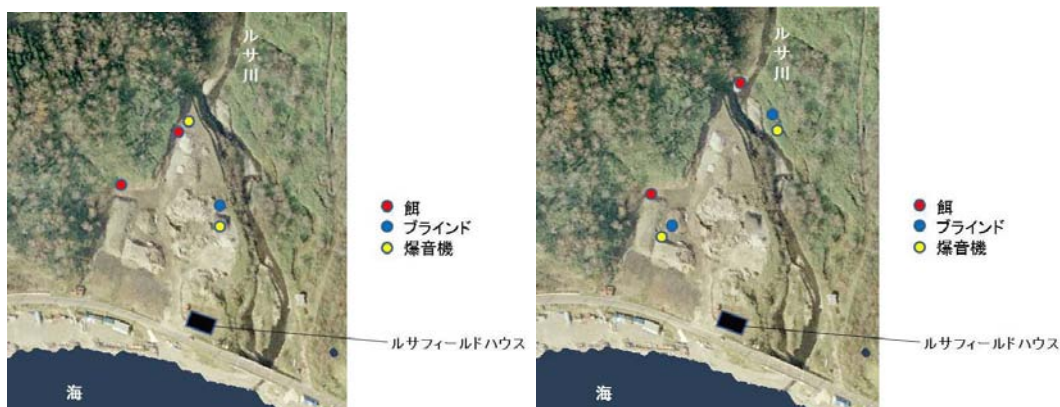 ルサ川
餌
ブラインド
爆音機
ルサフィールドハウス
海
ルサ川
餌
ブラインド
爆音機
ルサフィールドハウス
海